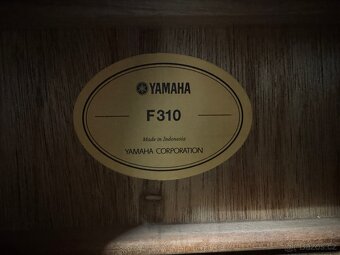 YAMAHA
F310
Made in Indonesia
YAMAHA CORPORATION